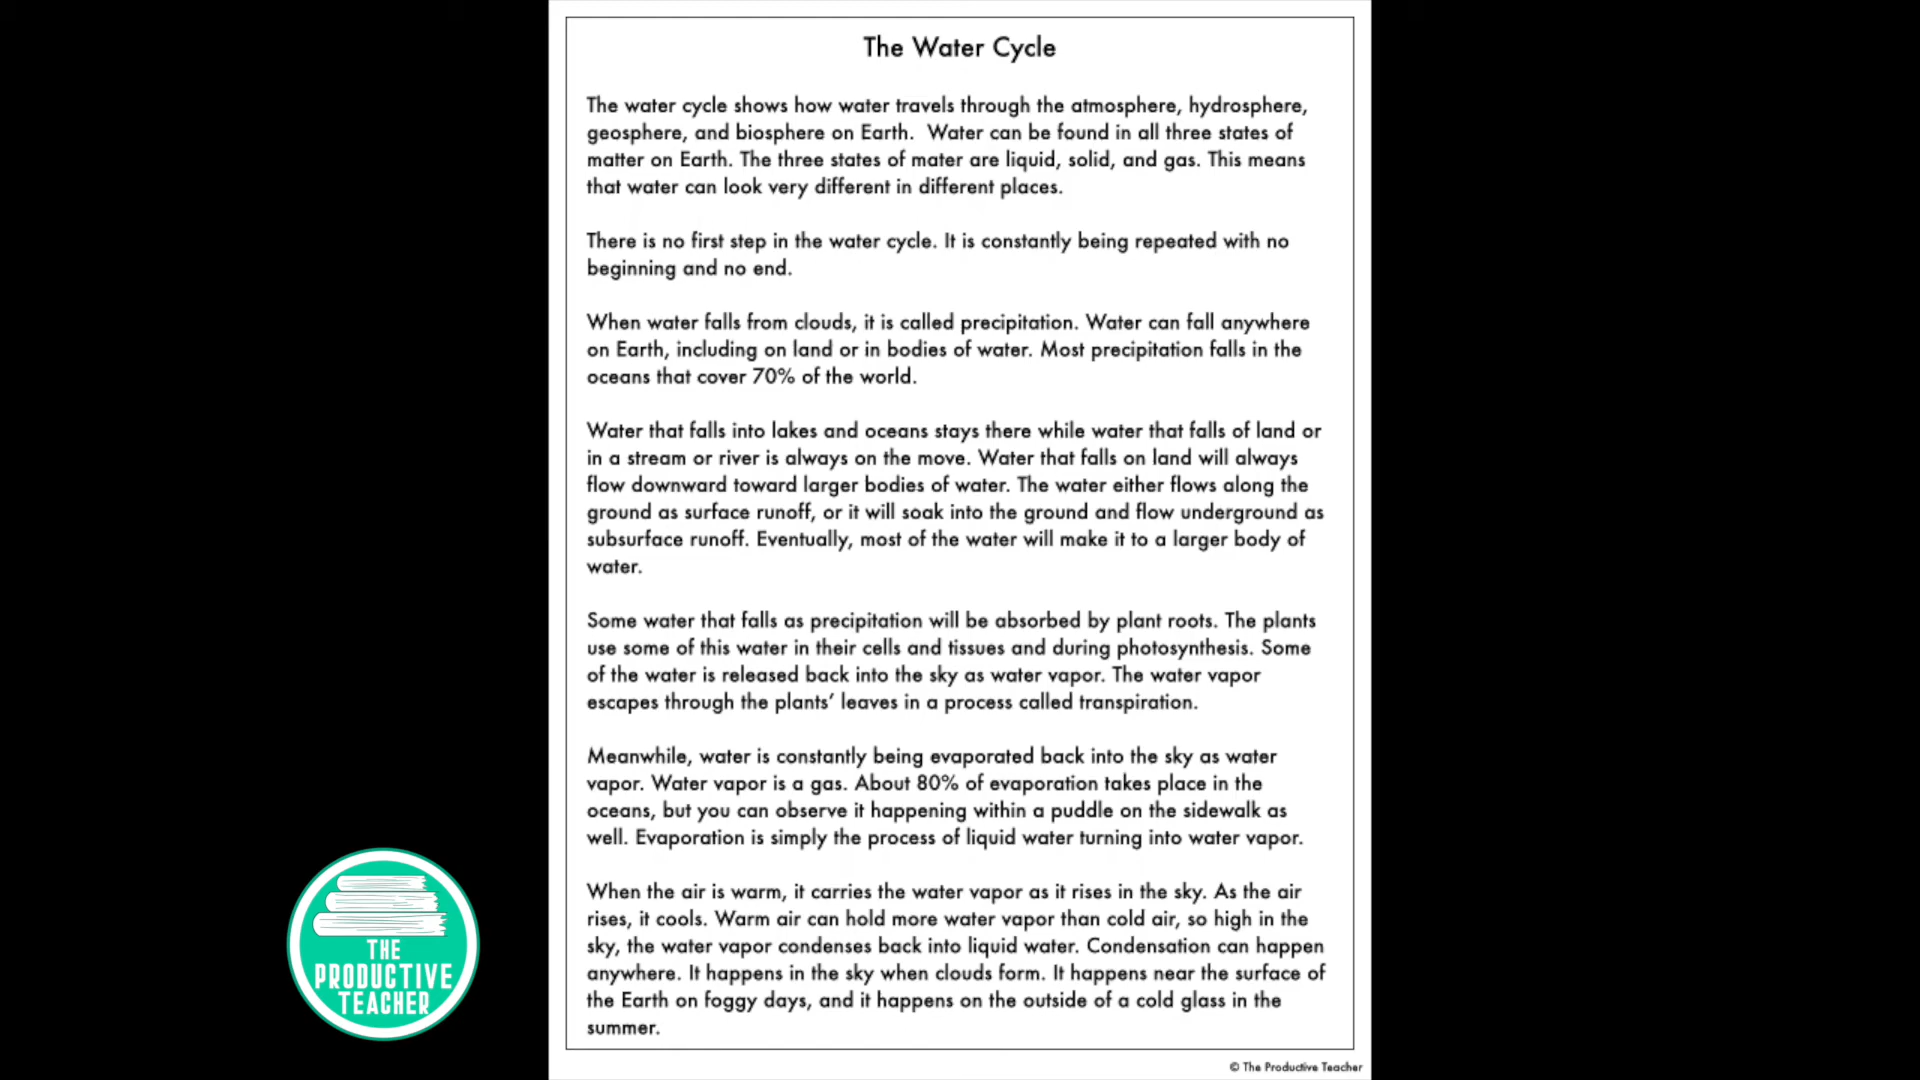 The Water Cycle
The water cycle shows how water travels through the atmosphere, hydrosphere,
geosphere, and biosphere on Earth.  Water can be found in all three states of
matter on Earth. The three states of mater are liquid, solid, and gas. This means
that water can look very different in different places.
There is no first step in the water cycle. It is constantly being repeated with no
beginning and no end.
When water falls from clouds, it is called precipitation. Water can fall anywhere
on Earth, including on land or in bodies of water. Most precipitation falls in the
oceans that cover 70% of the world.
Water that falls into lakes and oceans stays there while water that falls of land or
in a stream or river is always on the move. Water that falls on land will always
flow downward toward larger bodies of water. The water either flows along the
ground as surface runoff, or it will soak into the ground and flow underground as
subsurface runoff. Eventually, most of the water will make it to a larger body of
water.
Some water that falls as precipitation will be absorbed by plant roots. The plants
use some of this water in their cells and tissues and during photosynthesis. Some
of the water is released back into the sky as water vapor. The water vapor
escapes through the plants’ leaves in a process called transpiration.
Meanwhile, water is constantly being evaporated back into the sky as water
vapor. Water vapor is a gas. About 80% of evaporation takes place in the
oceans, but you can observe it happening within a puddle on the sidewalk as
well. Evaporation is simply the process of liquid water turning into water vapor.
When the air is warm, it carries the water vapor as it rises in the sky. As the air
rises, it cools. Warm air can hold more water vapor than cold air, so high in the
sky, the water vapor condenses back into liquid water. Condensation can happen
anywhere. It happens in the sky when clouds form. It happens near the surface of
the Earth on foggy days, and it happens on the outside of a cold glass in the
summer.
© The Productive Teacher
THE
PRODUCTIVE
TEACHER